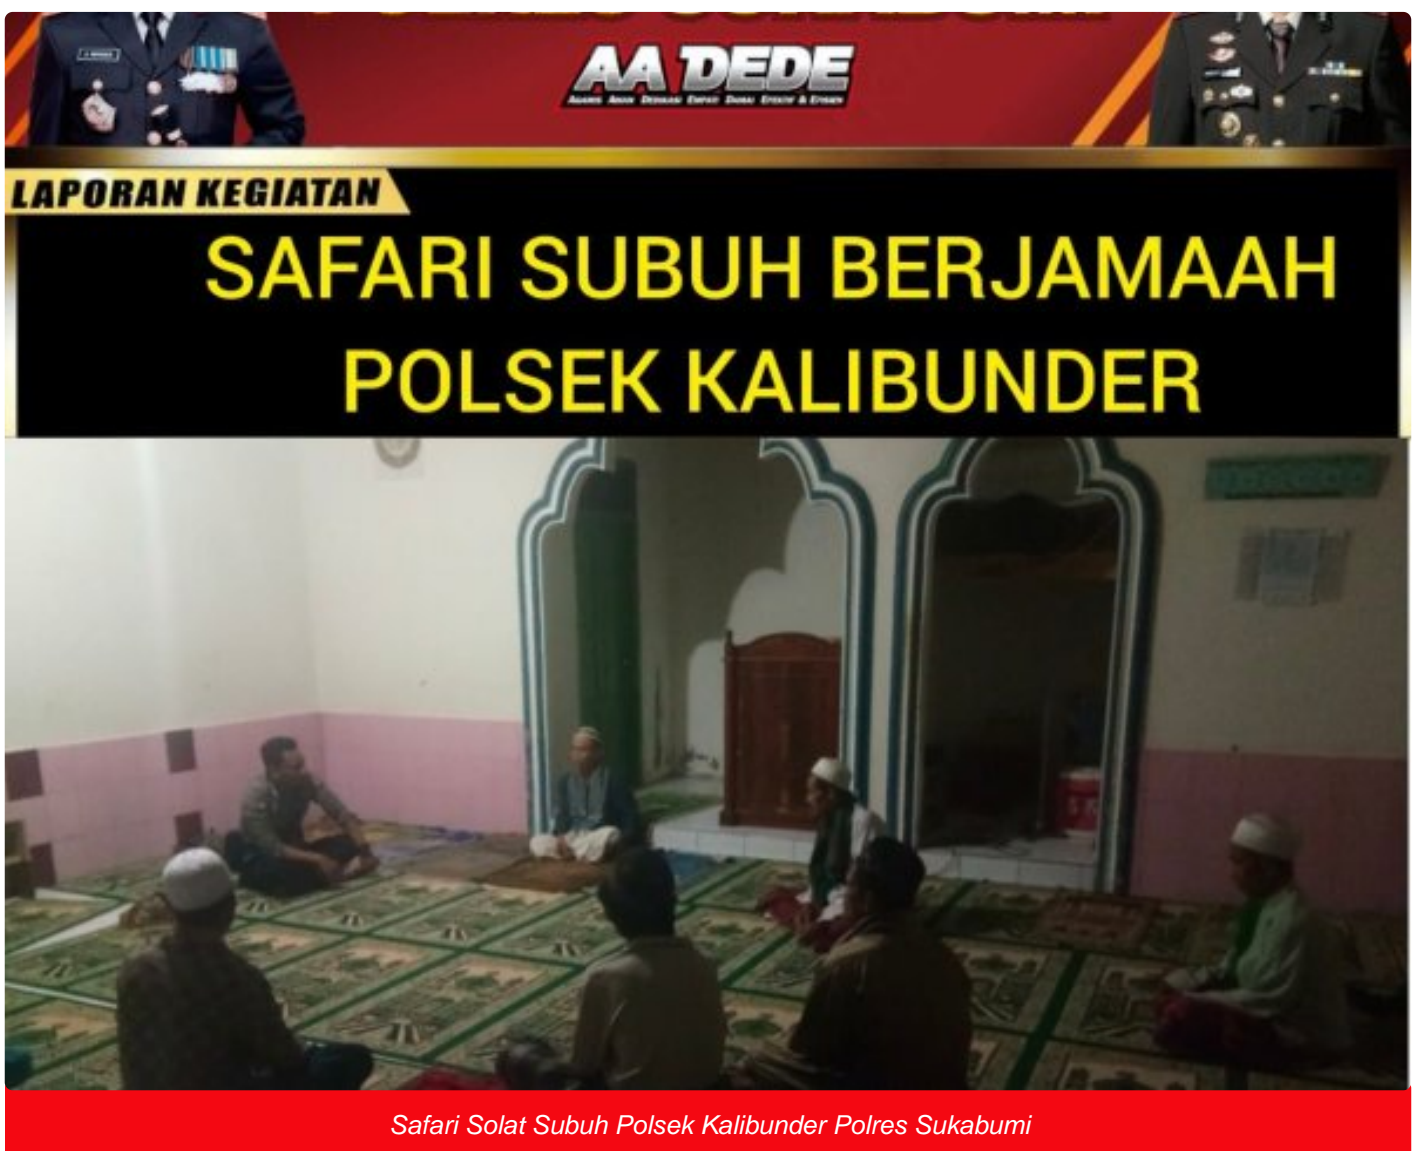 AA DEDE
LAPORAN KEGIATAN
SAFARI SUBUH BERJAMAAH
POLSEK KALIBUNDER
Safari Solat Subuh Polsek Kalibunder Polres Sukabumi